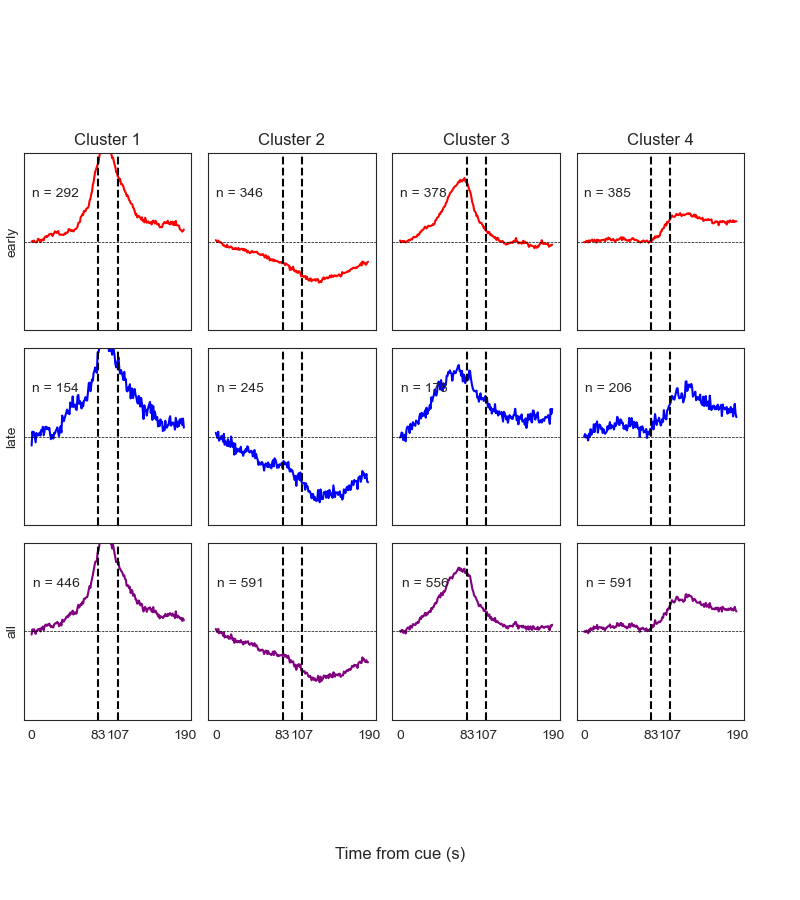 Cluster 1
Cluster 2
Cluster 3
Cluster 4
early
n = 292
n = 346
n = 378
n = 385
late
n = 154
n = 245
n = 178
n = 206
all
n = 446
n = 591
n = 556
n = 591
0 83 107 190
0 83 107 190
0 83 107 190
0 83 107 190
Time from cue (s)